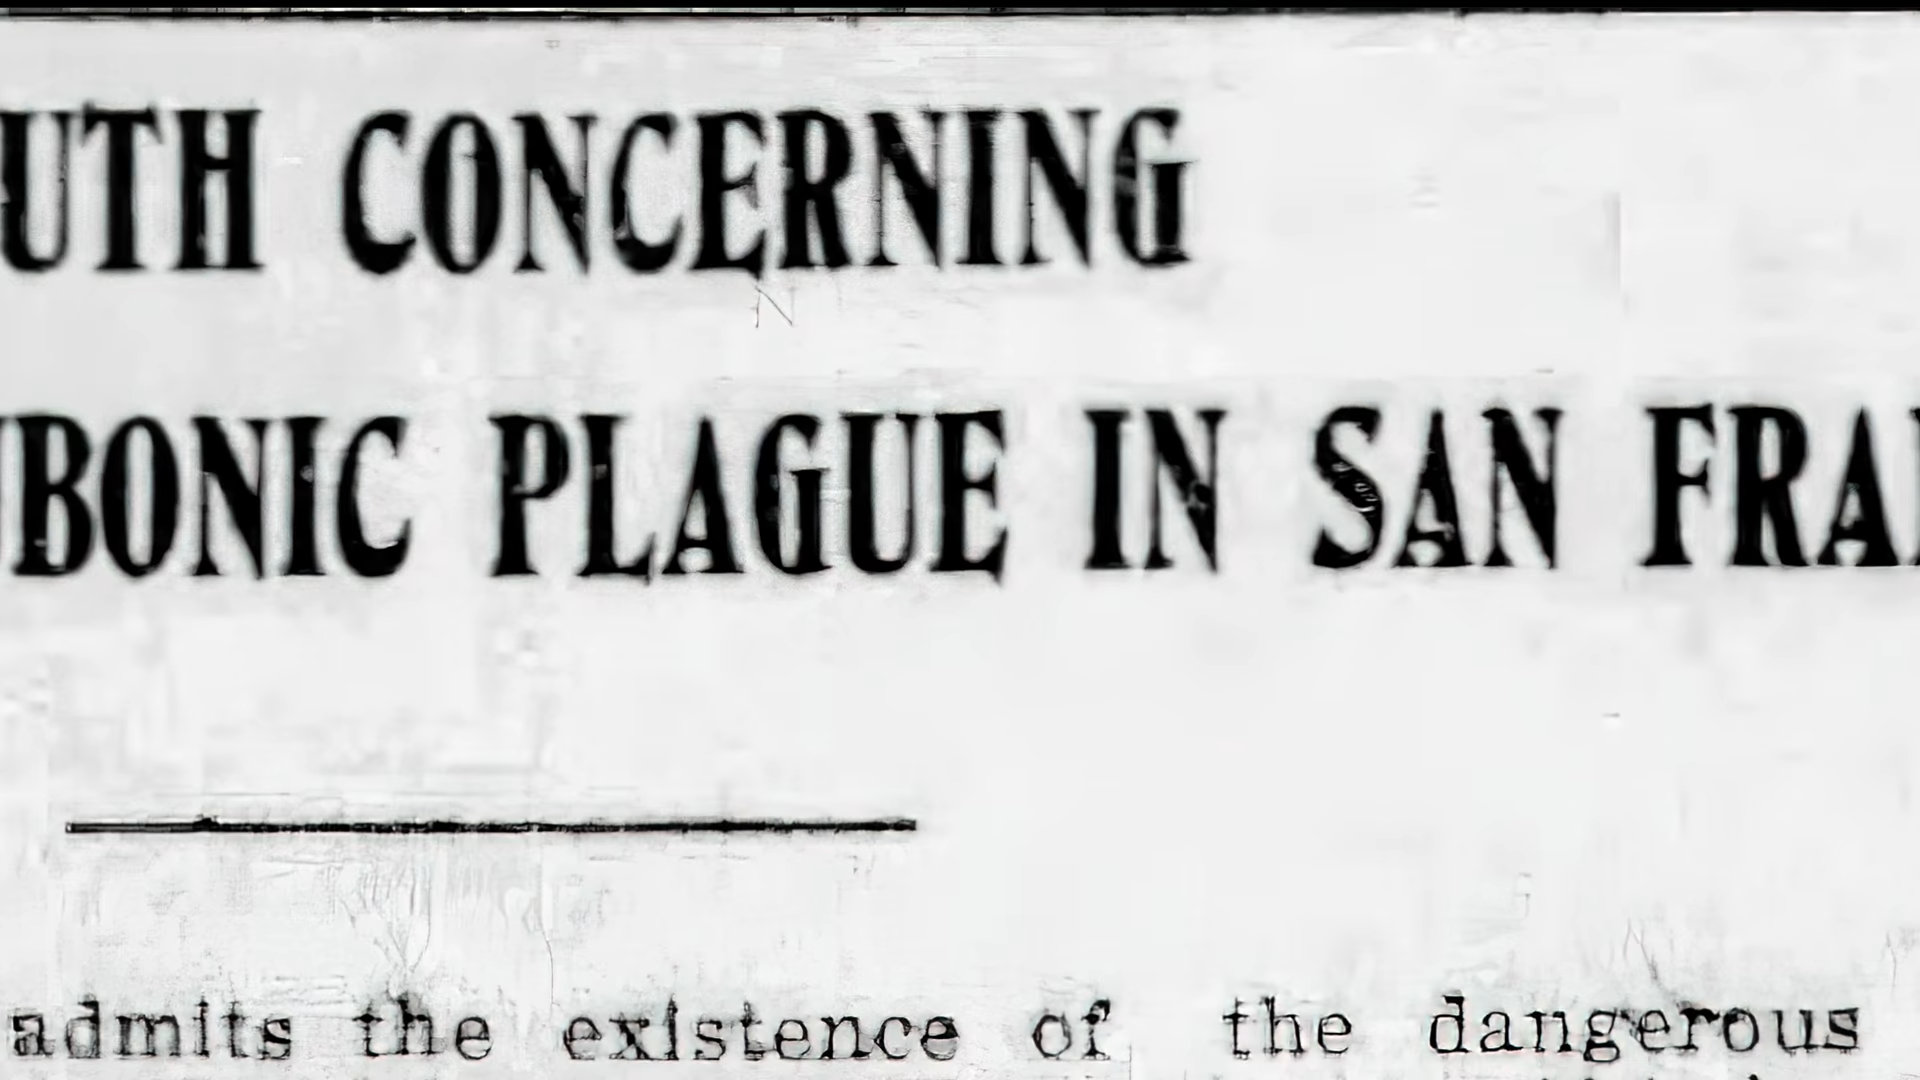 UTH CONCERNING
BONIC PLAGUE IN SAN FRA
admits the existence of the dangerous